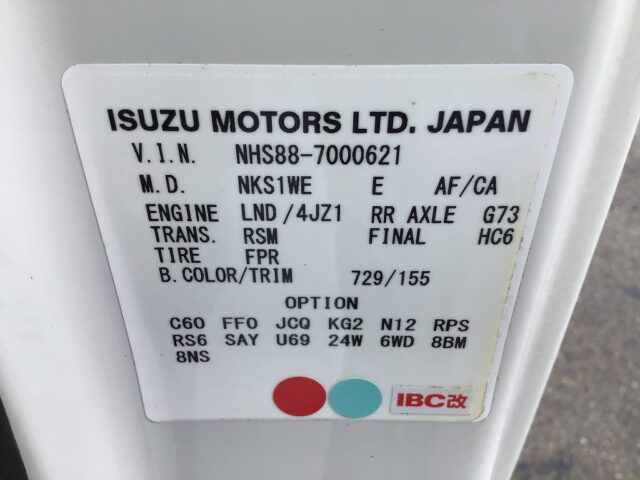 ISUZU MOTORS LTD. JAPAN
V.I.N. NHS88-7000621
M.D. NKS1WE E AF/CA
ENGINE LND/4JZ1 RR AXLE G73
TRANS. RSM FINAL HC6
TIRE FPR
B.COLOR/TRIM 729/155
OPTION
C60 FFO JCQ KG2 N12 RPS
RS6 SAY U69 24W 6WD 8BM
8NS
IBC改